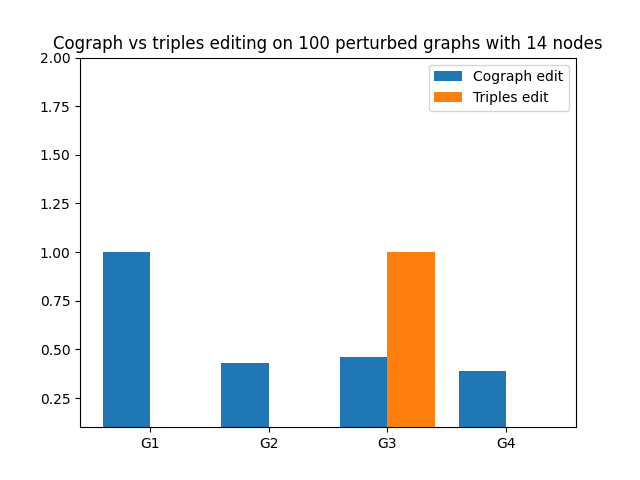 Cograph vs triples editing on 100 perturbed graphs with 14 nodes
2.00
1.75
1.50
1.25
1.00
0.75
0.50
0.25
Cograph edit
Triples edit
G1 G2 G3 G4